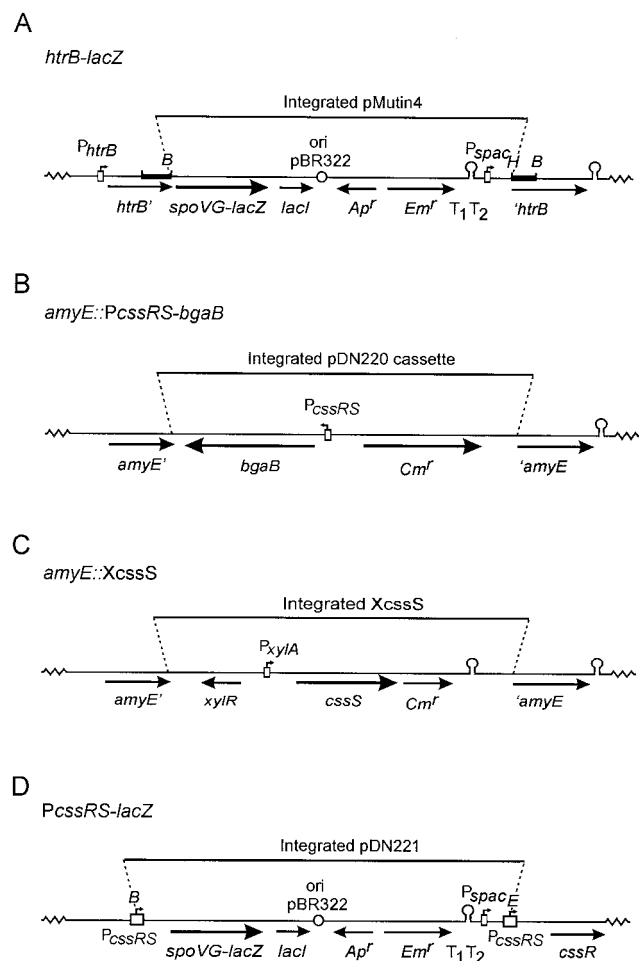 A
htrB-lacZ
Integrated pMutin4
PhtrB B ori pBR322 Pspac H B
htrB' spoVG-lacZ lacI Apr Emr T1T2 'htrB
B
amyE::PcssRS-bgaB
Integrated pDN220 cassette
PcssRS
amyE' bgaB Cmr 'amyE
C
amyE::XcssS
Integrated XcssS
PxylA
amyE' xylR cssS Cmr 'amyE
D
PcssRS-lacZ
Integrated pDN221
B ori pBR322 Pspac E
PcssRS spoVG-lacZ lacI Apr Emr T1T2 PcssRS cssR